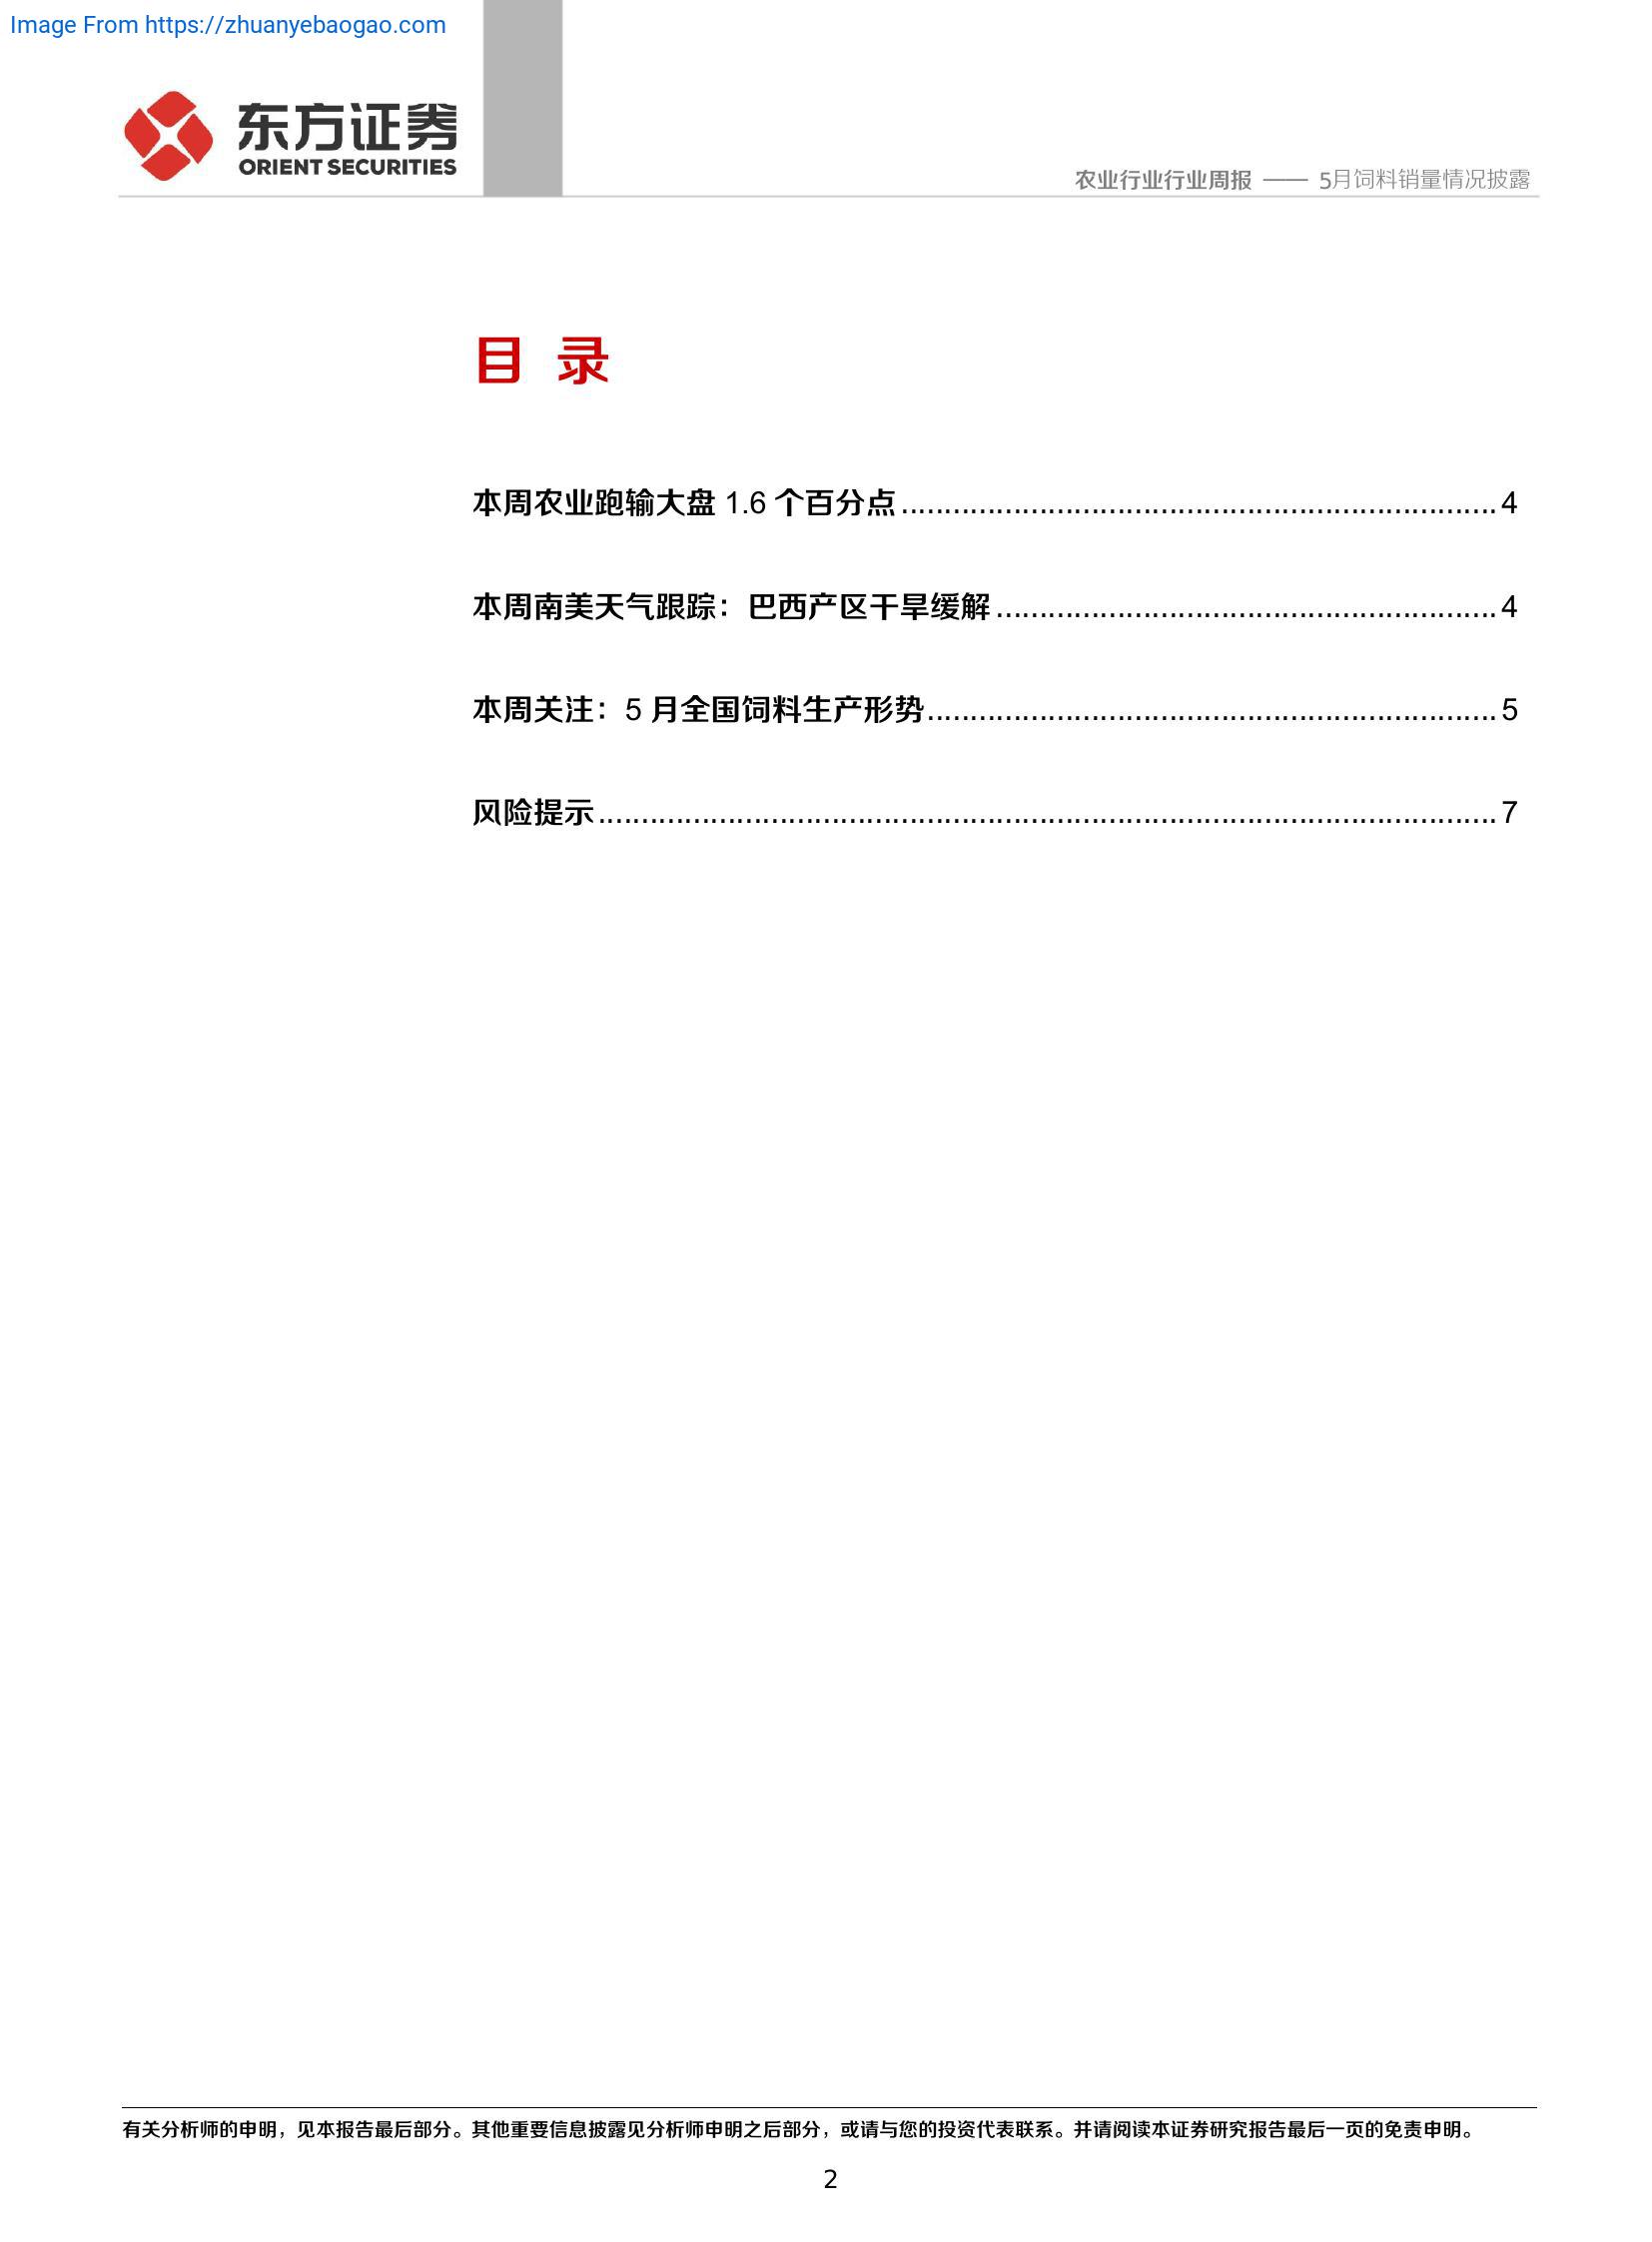 Image From https://zhuanyebaogao.com
东方证券
ORIENT SECURITIES
农业行业行业周报 —— 5月饲料销量情况披露
目 录
本周农业跑输大盘 1.6 个百分点.....................................................................4
本周南美天气跟踪：巴西产区干旱缓解..........................................................4
本周关注：5 月全国饲料生产形势..................................................................5
风险提示........................................................................................................7
有关分析师的申明，见本报告最后部分。其他重要信息披露见分析师申明之后部分，或请与您的投资代表联系。并请阅读本证券研究报告最后一页的免责申明。
2